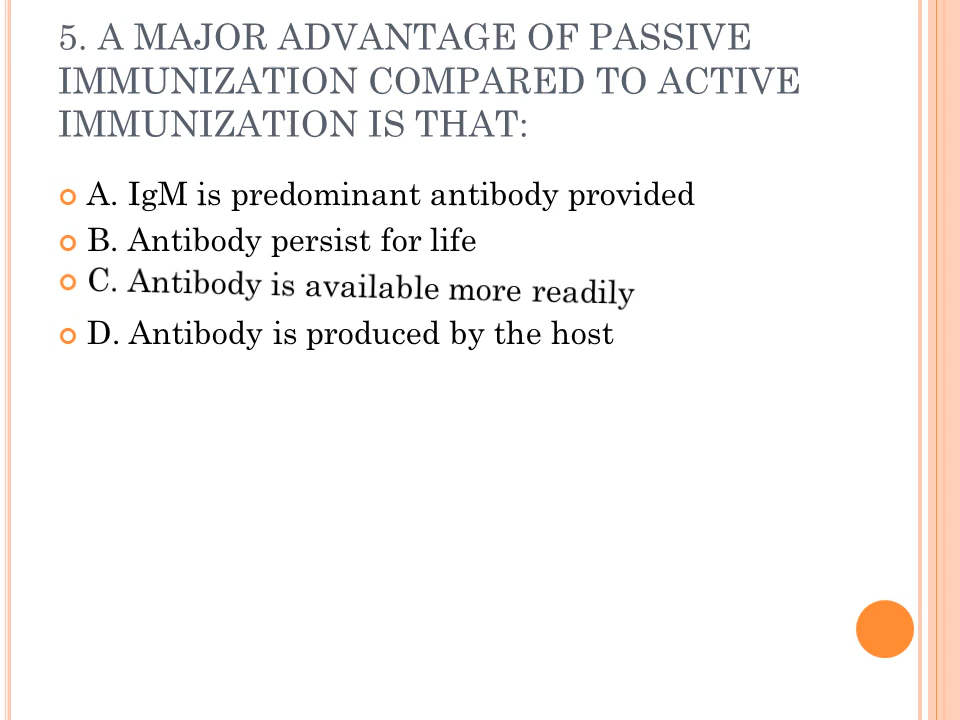 5. A MAJOR ADVANTAGE OF PASSIVE
IMMUNIZATION COMPARED TO ACTIVE
IMMUNIZATION IS THAT:
A. IgM is predominant antibody provided
B. Antibody persist for life
C. Antibody is available more readily
D. Antibody is produced by the host